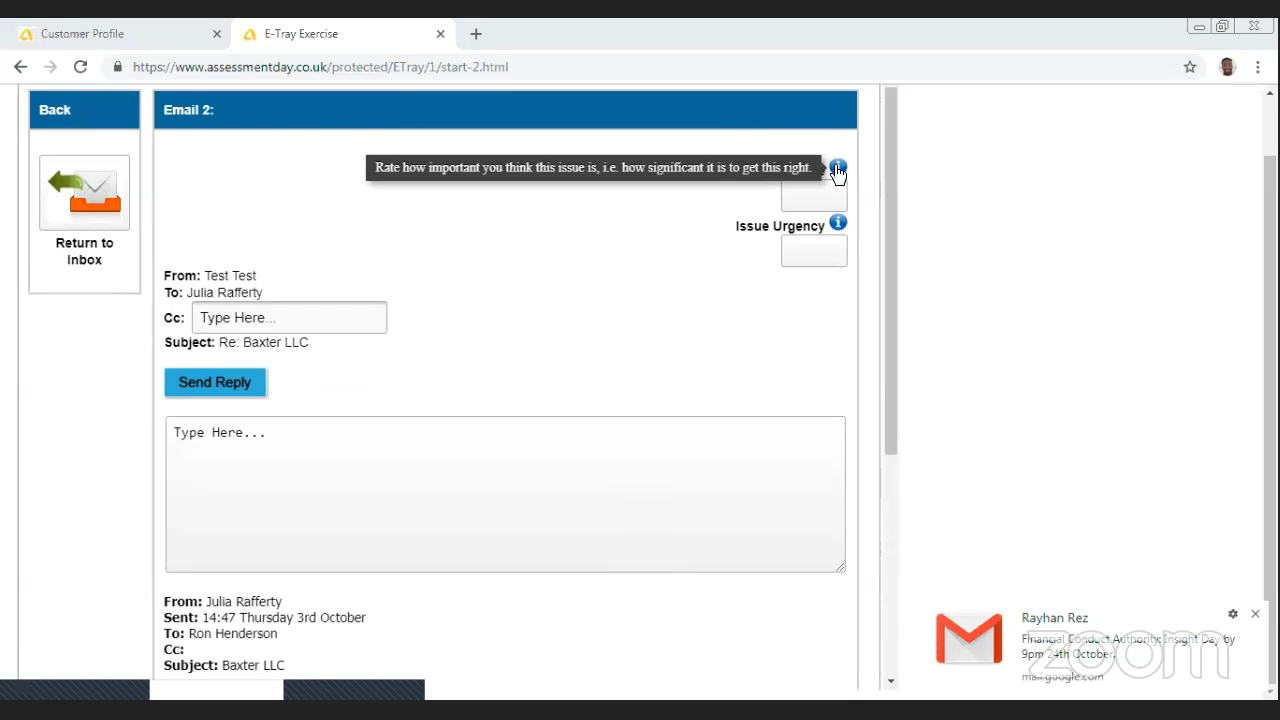 Customer Profile
E-Tray Exercise
https://www.assessmentday.co.uk/protected/ETray/1/start-2.html
Back
Email 2:
Rate how important you think this issue is, i.e. how significant it is to get this right.
Return to
Inbox
Issue Urgency
From: Test Test
To: Julia Rafferty
Cc: Type Here...
Subject: Re: Baxter LLC
Send Reply
Type Here...
From: Julia Rafferty
Sent: 14:47 Thursday 3rd October
To: Ron Henderson
Cc:
Subject: Baxter LLC
Rayhan Rez
Financial Conduct Authority: Insight Day by
9pm 24th October.
mail.google.com
zoom